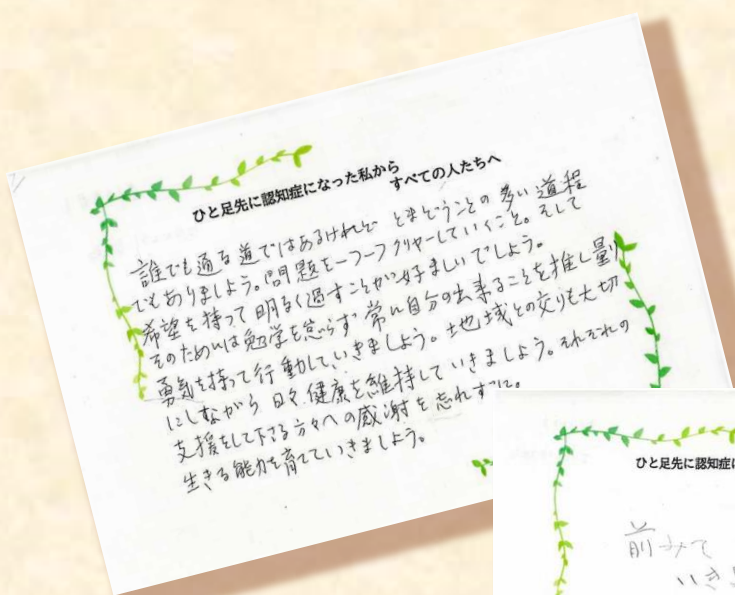 ひと足先に認知症になった私から
すべての人たちへ
誰でも通る道ではあるけれど とまどうことの多い道程
でもありましょう。問題を一つ一つクリヤーしていくこと。そして
希望を持って明るく過すことが好ましいでしょう。
そのためには勉学を怠らず 常に自分の出来ることを推し量り
勇気を持って行動していきましょう。地域との交りも大切
にしながら 日々健康を維持していきましょう。それぞれの
支援をして下さる方々への感謝を忘れずに。
生きる能力を育てていきましょう。
ひと足先に認知症に
前みて
いき